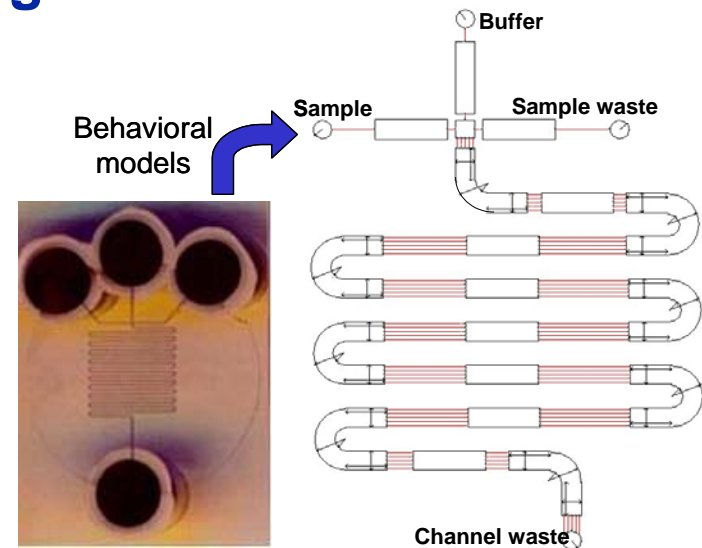 g
Buffer
Sample
Sample waste
Behavioral
models
Channel waste